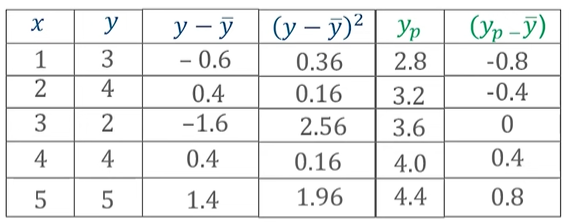 x y y − ȳ (y − ȳ)² yₚ (yₚ − ȳ)
1 3 − 0.6 0.36 2.8 -0.8
2 4 0.4 0.16 3.2 -0.4
3 2 −1.6 2.56 3.6 0
4 4 0.4 0.16 4.0 0.4
5 5 1.4 1.96 4.4 0.8